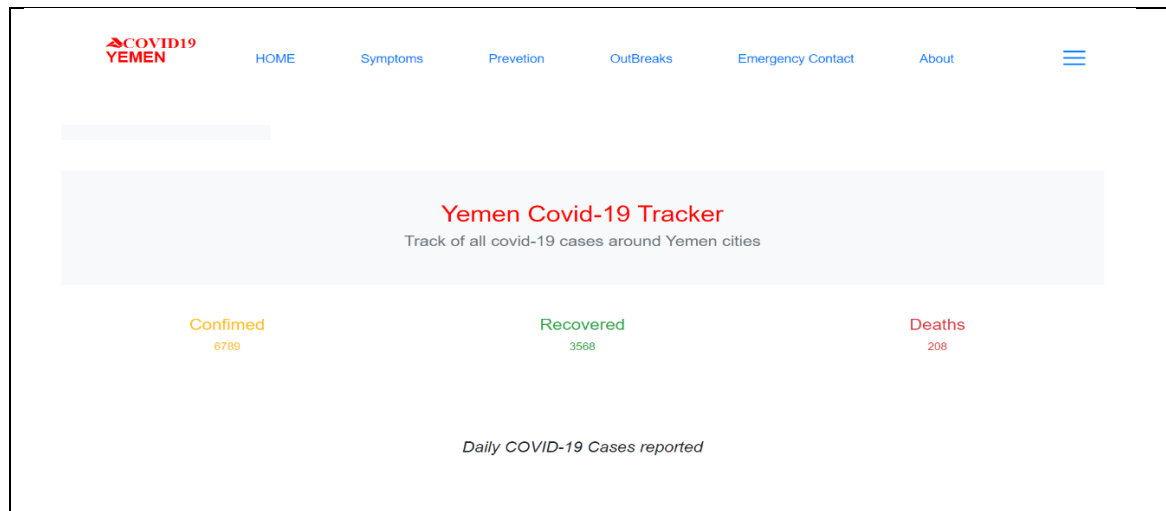 COVID19
YEMEN
HOME
Symptoms
Prevetion
OutBreaks
Emergency Contact
About
Yemen Covid-19 Tracker
Track of all covid-19 cases around Yemen cities
Confimed
Recovered
Deaths
6789
3568
208
Daily COVID-19 Cases reported